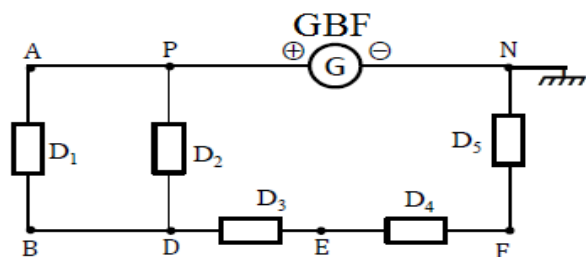 GBF
A P ⊕ G ⊖ N
D₁ D₂ D₅
D₃ D₄
B D E F